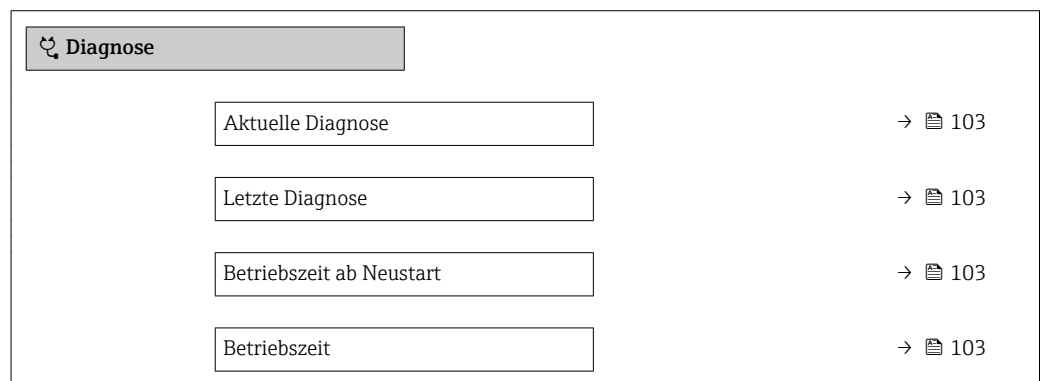 Diagnose
Aktuelle Diagnose → 103
Letzte Diagnose → 103
Betriebszeit ab Neustart → 103
Betriebszeit → 103